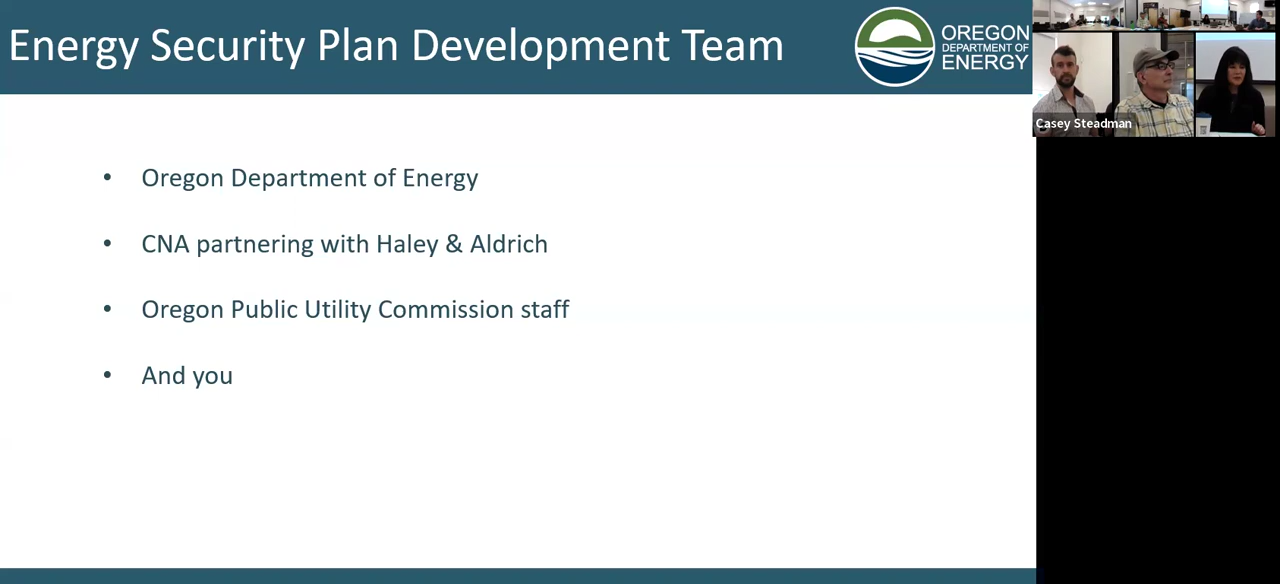 Energy Security Plan Development Team
OREGON
DEPARTMENT OF
ENERGY
Casey Steadman
• Oregon Department of Energy
• CNA partnering with Haley & Aldrich
• Oregon Public Utility Commission staff
• And you